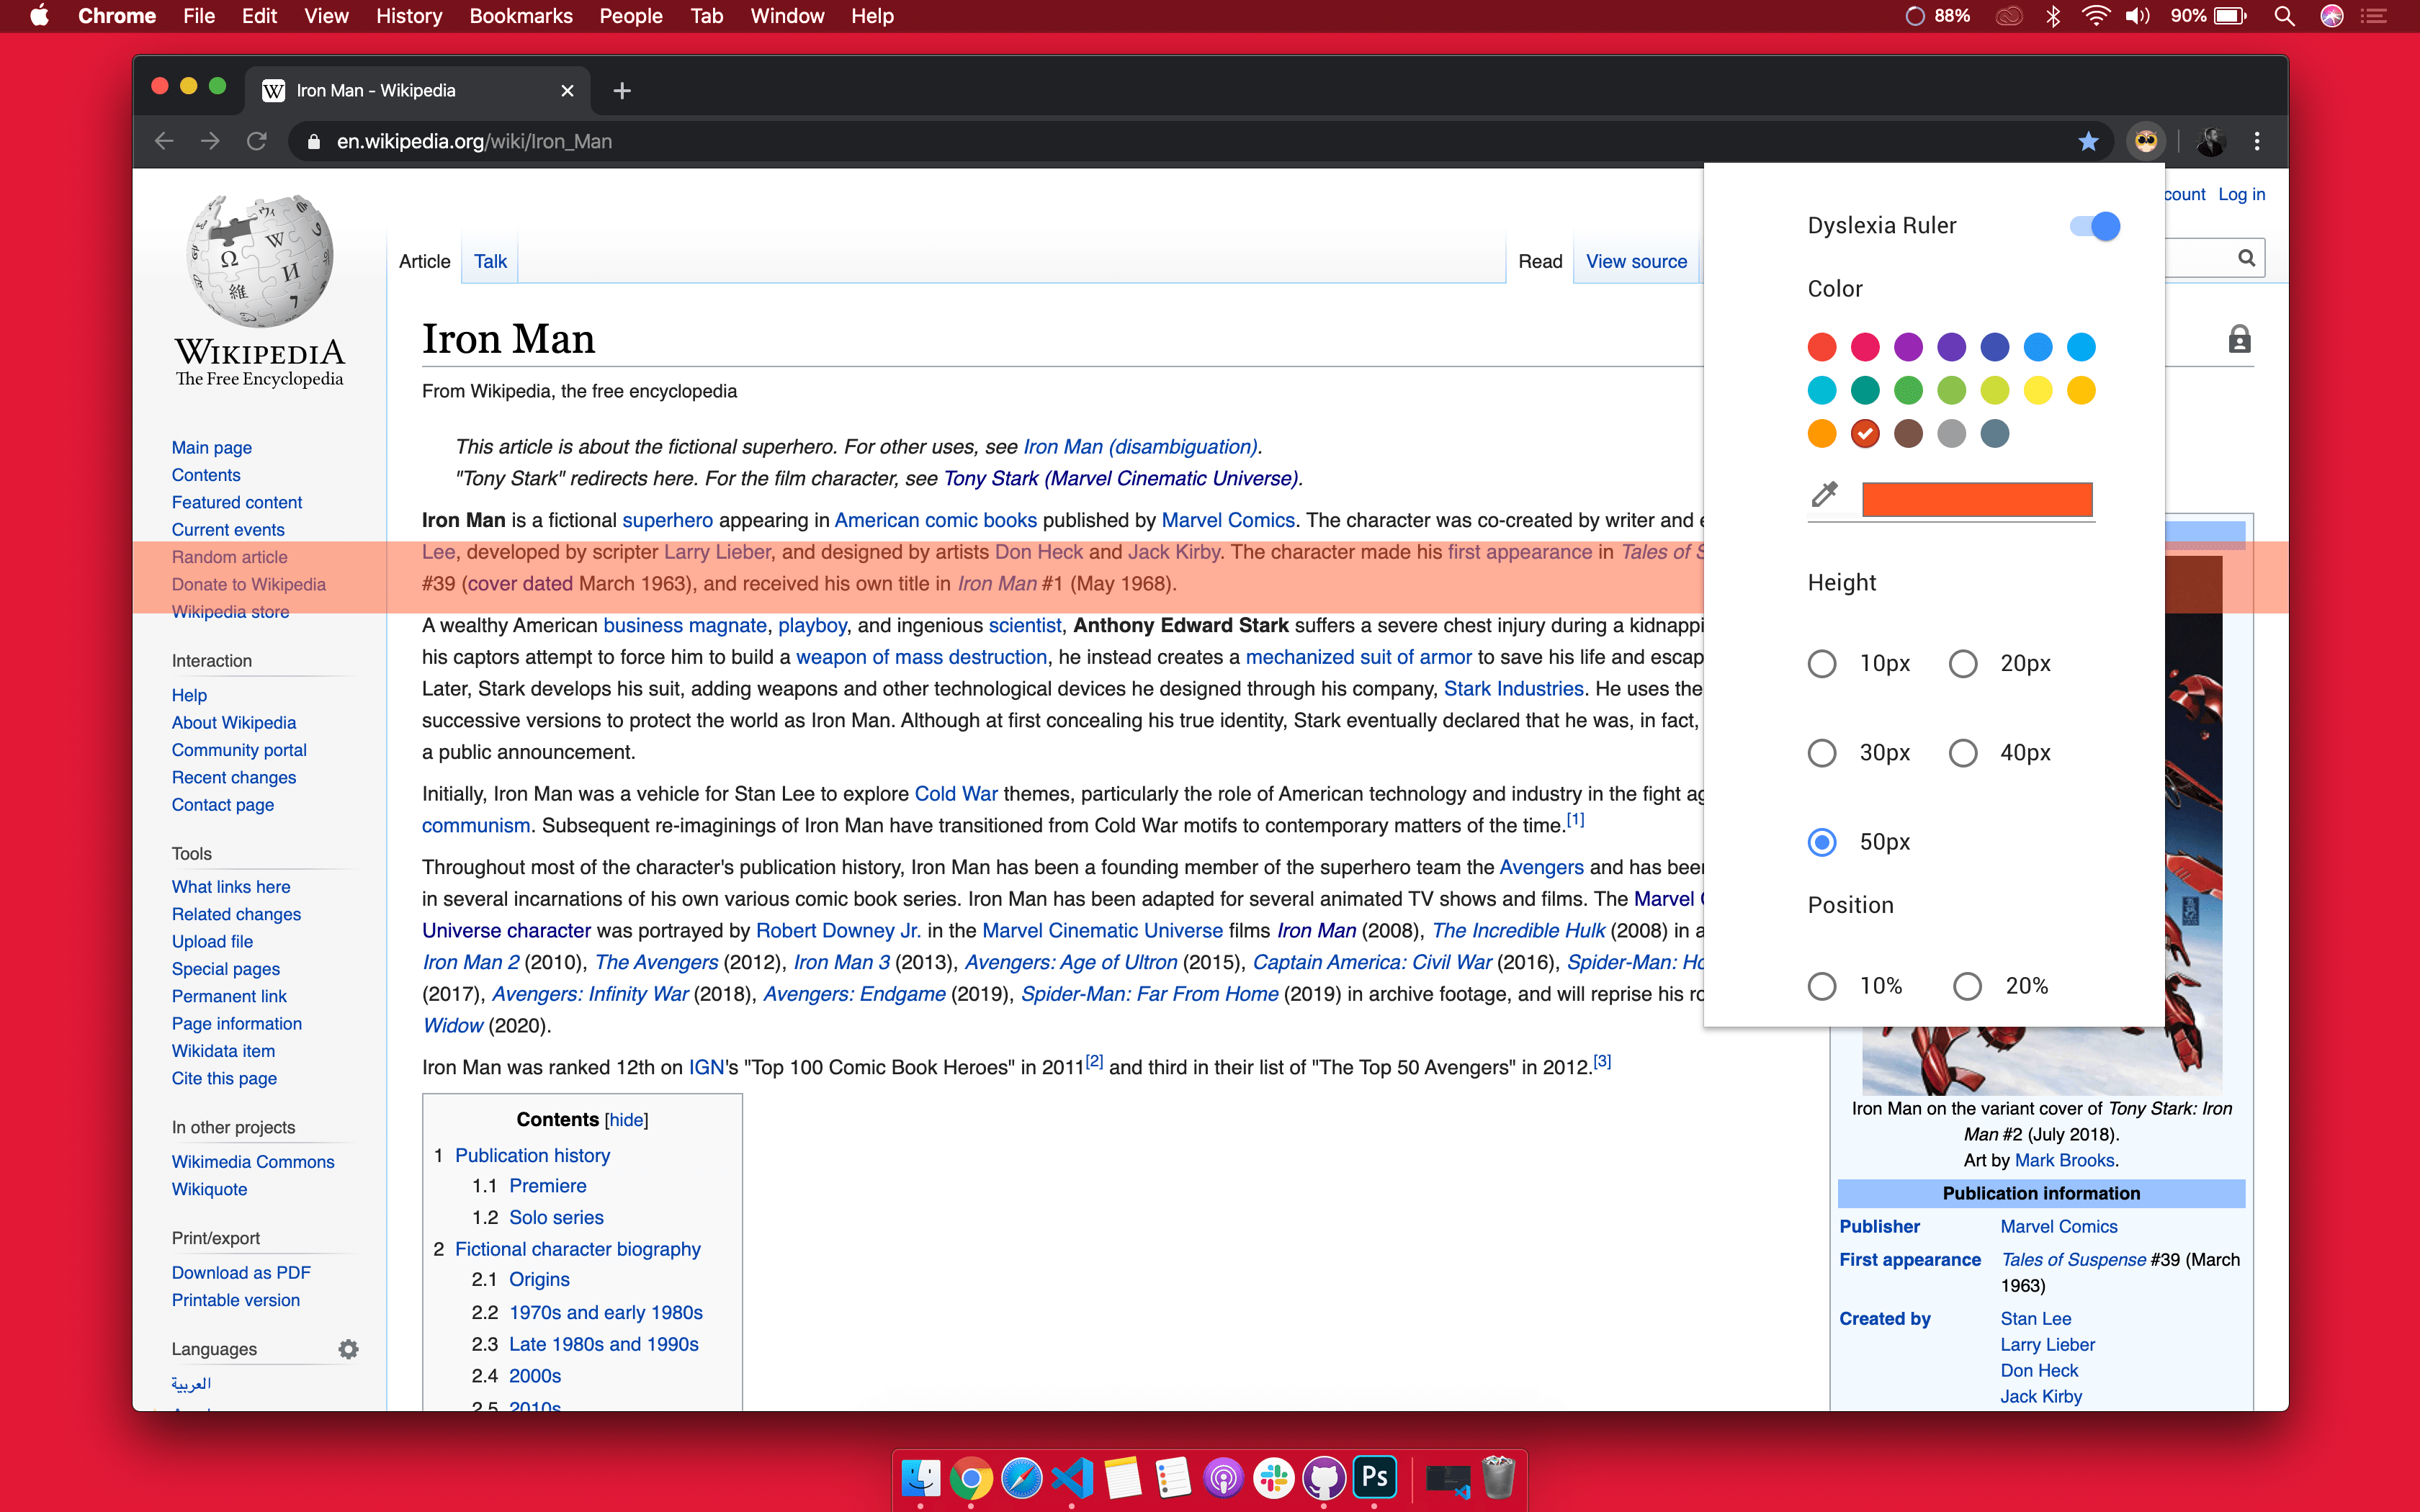 Chrome File Edit View History Bookmarks People Tab Window Help 88% 90%
Iron Man - Wikipedia
en.wikipedia.org/wiki/Iron_Man
WIKIPEDIA
The Free Encyclopedia
Main page
Contents
Featured content
Current events
Random article
Donate to Wikipedia
Wikipedia store
Interaction
Help
About Wikipedia
Community portal
Recent changes
Contact page
Tools
What links here
Related changes
Upload file
Special pages
Permanent link
Page information
Wikidata item
Cite this page
In other projects
Wikimedia Commons
Wikiquote
Print/export
Download as PDF
Printable version
Languages
العربية
Article Talk
Read View source
count Log in
Iron Man
From Wikipedia, the free encyclopedia
This article is about the fictional superhero. For other uses, see Iron Man (disambiguation).
"Tony Stark" redirects here. For the film character, see Tony Stark (Marvel Cinematic Universe).
Iron Man is a fictional superhero appearing in American comic books published by Marvel Comics. The character was co-created by writer and
Lee, developed by scripter Larry Lieber, and designed by artists Don Heck and Jack Kirby. The character made his first appearance in Tales of S
#39 (cover dated March 1963), and received his own title in Iron Man #1 (May 1968).
A wealthy American business magnate, playboy, and ingenious scientist, Anthony Edward Stark suffers a severe chest injury during a kidnappi
his captors attempt to force him to build a weapon of mass destruction, he instead creates a mechanized suit of armor to save his life and escap
Later, Stark develops his suit, adding weapons and other technological devices he designed through his company, Stark Industries. He uses the
successive versions to protect the world as Iron Man. Although at first concealing his true identity, Stark eventually declared that he was, in fact,
a public announcement.
Initially, Iron Man was a vehicle for Stan Lee to explore Cold War themes, particularly the role of American technology and industry in the fight ag
communism. Subsequent re-imaginings of Iron Man have transitioned from Cold War motifs to contemporary matters of the time.[1]
Throughout most of the character's publication history, Iron Man has been a founding member of the superhero team the Avengers and has beer
in several incarnations of his own various comic book series. Iron Man has been adapted for several animated TV shows and films. The Marvel
Universe character was portrayed by Robert Downey Jr. in the Marvel Cinematic Universe films Iron Man (2008), The Incredible Hulk (2008) in a
Iron Man 2 (2010), The Avengers (2012), Iron Man 3 (2013), Avengers: Age of Ultron (2015), Captain America: Civil War (2016), Spider-Man: Ho
(2017), Avengers: Infinity War (2018), Avengers: Endgame (2019), Spider-Man: Far From Home (2019) in archive footage, and will reprise his ro
Widow (2020).
Iron Man was ranked 12th on IGN's "Top 100 Comic Book Heroes" in 2011[2] and third in their list of "The Top 50 Avengers" in 2012.[3]
Contents [hide]
1 Publication history
1.1 Premiere
1.2 Solo series
2 Fictional character biography
2.1 Origins
2.2 1970s and early 1980s
2.3 Late 1980s and 1990s
2.4 2000s
2.5 2010s
Dyslexia Ruler
Color
Height
10px 20px
30px 40px
50px
Position
10% 20%
Iron Man on the variant cover of Tony Stark: Iron
Man #2 (July 2018).
Art by Mark Brooks.
Publication information
Publisher Marvel Comics
First appearance Tales of Suspense #39 (March
1963)
Created by Stan Lee
Larry Lieber
Don Heck
Jack Kirby
Ps